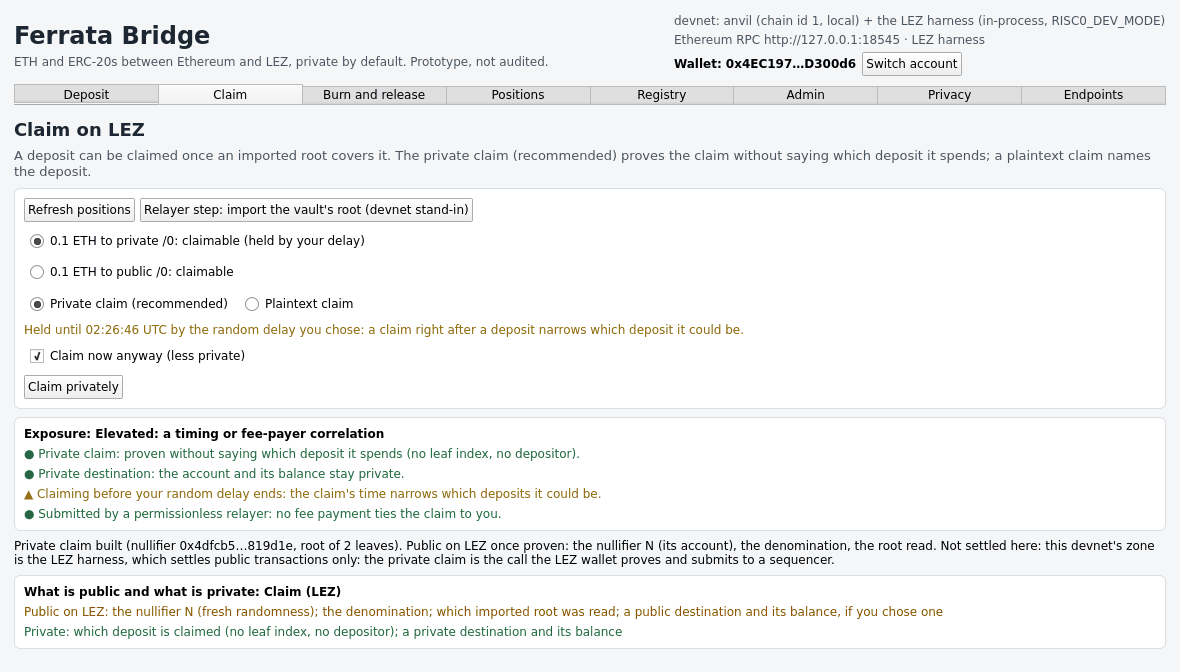 Ferrata Bridge
ETH and ERC-20s between Ethereum and LEZ, private by default. Prototype, not audited.
devnet: anvil (chain id 1, local) + the LEZ harness (in-process, RISC0_DEV_MODE)
Ethereum RPC http://127.0.0.1:18545 · LEZ harness
Wallet: 0x4EC197…D300d6 Switch account
Deposit Claim Burn and release Positions Registry Admin Privacy Endpoints
Claim on LEZ
A deposit can be claimed once an imported root covers it. The private claim (recommended) proves the claim without saying which deposit it spends; a plaintext claim names
the deposit.
Refresh positions Relayer step: import the vault's root (devnet stand-in)
0.1 ETH to private /0: claimable (held by your delay)
0.1 ETH to public /0: claimable
Private claim (recommended) Plaintext claim
Held until 02:26:46 UTC by the random delay you chose: a claim right after a deposit narrows which deposit it could be.
Claim now anyway (less private)
Claim privately
Exposure: Elevated: a timing or fee-payer correlation
● Private claim: proven without saying which deposit it spends (no leaf index, no depositor).
● Private destination: the account and its balance stay private.
▲ Claiming before your random delay ends: the claim's time narrows which deposits it could be.
● Submitted by a permissionless relayer: no fee payment ties the claim to you.
Private claim built (nullifier 0x4dfcb5…819d1e, root of 2 leaves). Public on LEZ once proven: the nullifier N (its account), the denomination, the root read. Not settled here: this devnet's zone
is the LEZ harness, which settles public transactions only: the private claim is the call the LEZ wallet proves and submits to a sequencer.
What is public and what is private: Claim (LEZ)
Public on LEZ: the nullifier N (fresh randomness); the denomination; which imported root was read; a public destination and its balance, if you chose one
Private: which deposit is claimed (no leaf index, no depositor); a private destination and its balance